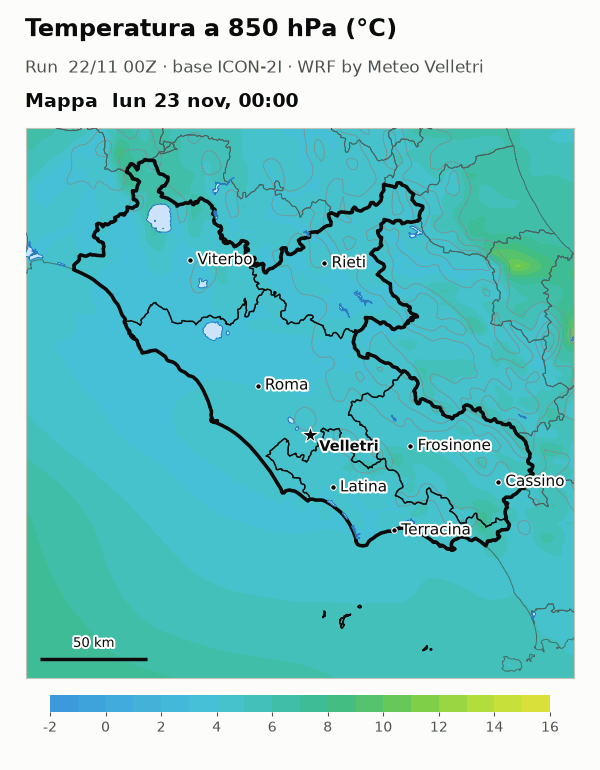 Temperatura a 850 hPa (°C)
Run  22/11 00Z · base ICON-2I · WRF by Meteo Velletri
Mappa  lun 23 nov, 00:00
Viterbo
Rieti
Roma
Velletri
Frosinone
Cassino
Latina
Terracina
50 km
-2 0 2 4 6 8 10 12 14 16